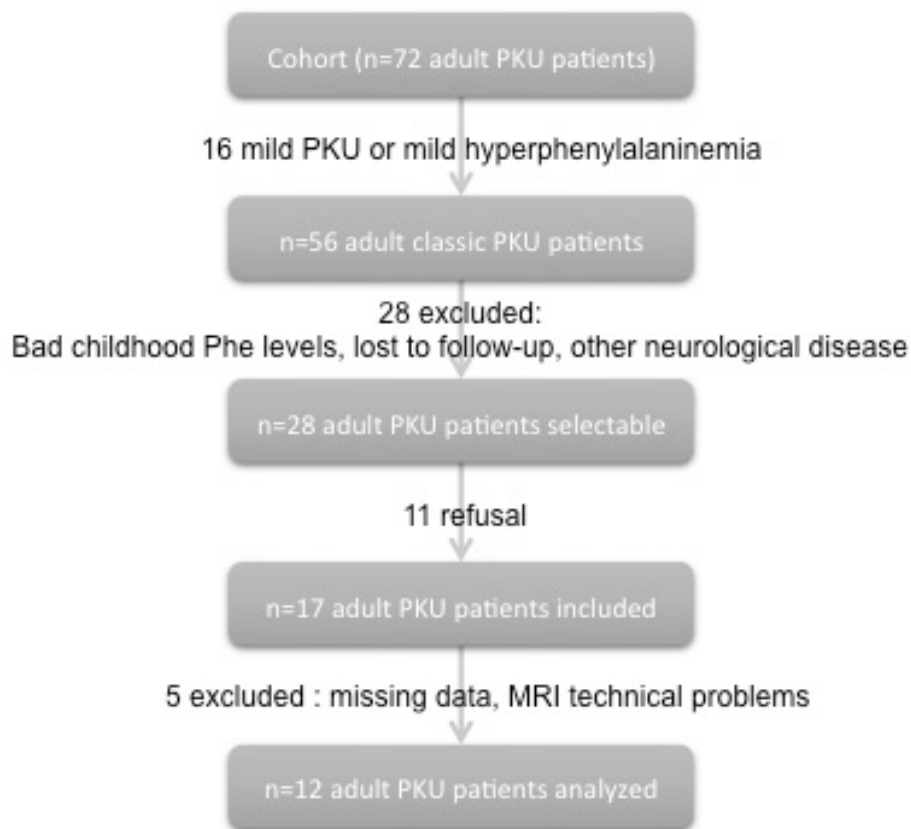 Cohort (n=72 adult PKU patients)
16 mild PKU or mild hyperphenylalaninemia
n=56 adult classic PKU patients
28 excluded:
Bad childhood Phe levels, lost to follow-up, other neurological disease
n=28 adult PKU patients selectable
11 refusal
n=17 adult PKU patients included
5 excluded : missing data, MRI technical problems
n=12 adult PKU patients analyzed